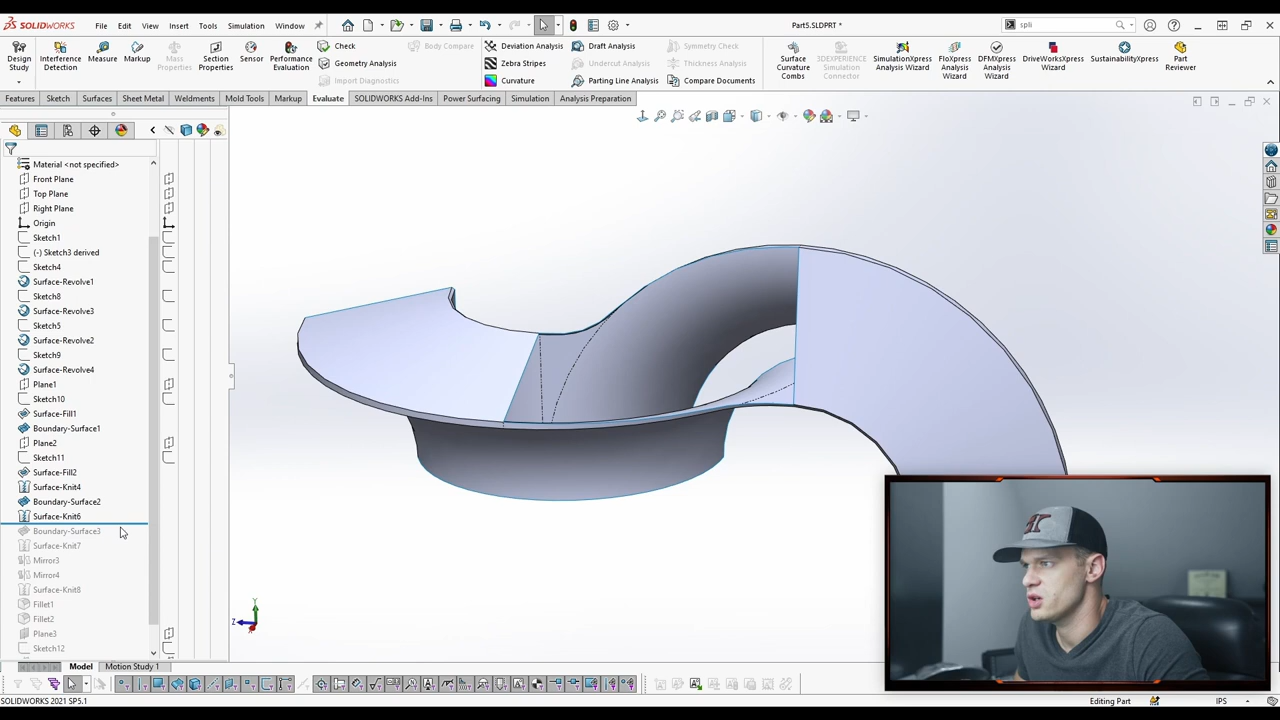 SOLIDWORKS File Edit View Insert Tools Simulation Window Part5.SLDPRT * spli
Design Study Interference Detection Measure Markup Mass Properties Section Properties Sensor Performance Evaluation Check Geometry Analysis Import Diagnostics Body Compare Deviation Analysis Zebra Stripes Curvature Draft Analysis Undercut Analysis Parting Line Analysis Symmetry Check Thickness Analysis Compare Documents Surface Curvature Combs 3DEXPERIENCE Simulation Connector SimulationXpress Analysis Wizard FloXpress Analysis Wizard DFMXpress Analysis Wizard DriveWorksXpress Wizard SustainabilityXpress Part Reviewer
Features Sketch Surfaces Sheet Metal Weldments Mold Tools Markup Evaluate SOLIDWORKS Add-Ins Power Surfacing Simulation Analysis Preparation
Material <not specified>
Front Plane
Top Plane
Right Plane
Origin
Sketch1
(-) Sketch3 derived
Sketch4
Surface-Revolve1
Sketch8
Surface-Revolve3
Sketch5
Surface-Revolve2
Sketch9
Surface-Revolve4
Plane1
Sketch10
Surface-Fill1
Boundary-Surface1
Plane2
Sketch11
Surface-Fill2
Surface-Knit4
Boundary-Surface2
Surface-Knit6
Boundary-Surface3
Surface-Knit7
Mirror3
Mirror4
Surface-Knit8
Fillet1
Fillet2
Plane3
Sketch12
Y
Z
Model Motion Study 1
SOLIDWORKS 2021 SP5.1 Editing Part IPS